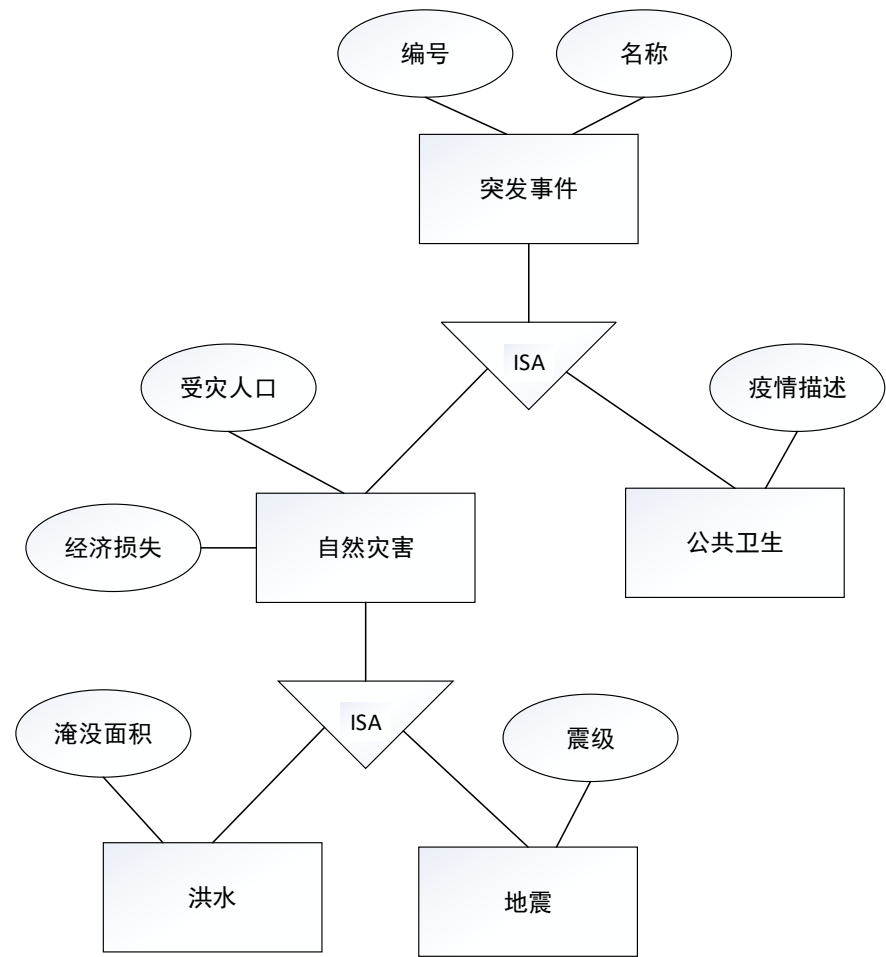 编号
名称
突发事件
ISA
受灾人口
疫情描述
经济损失
自然灾害
公共卫生
淹没面积
ISA
震级
洪水
地震